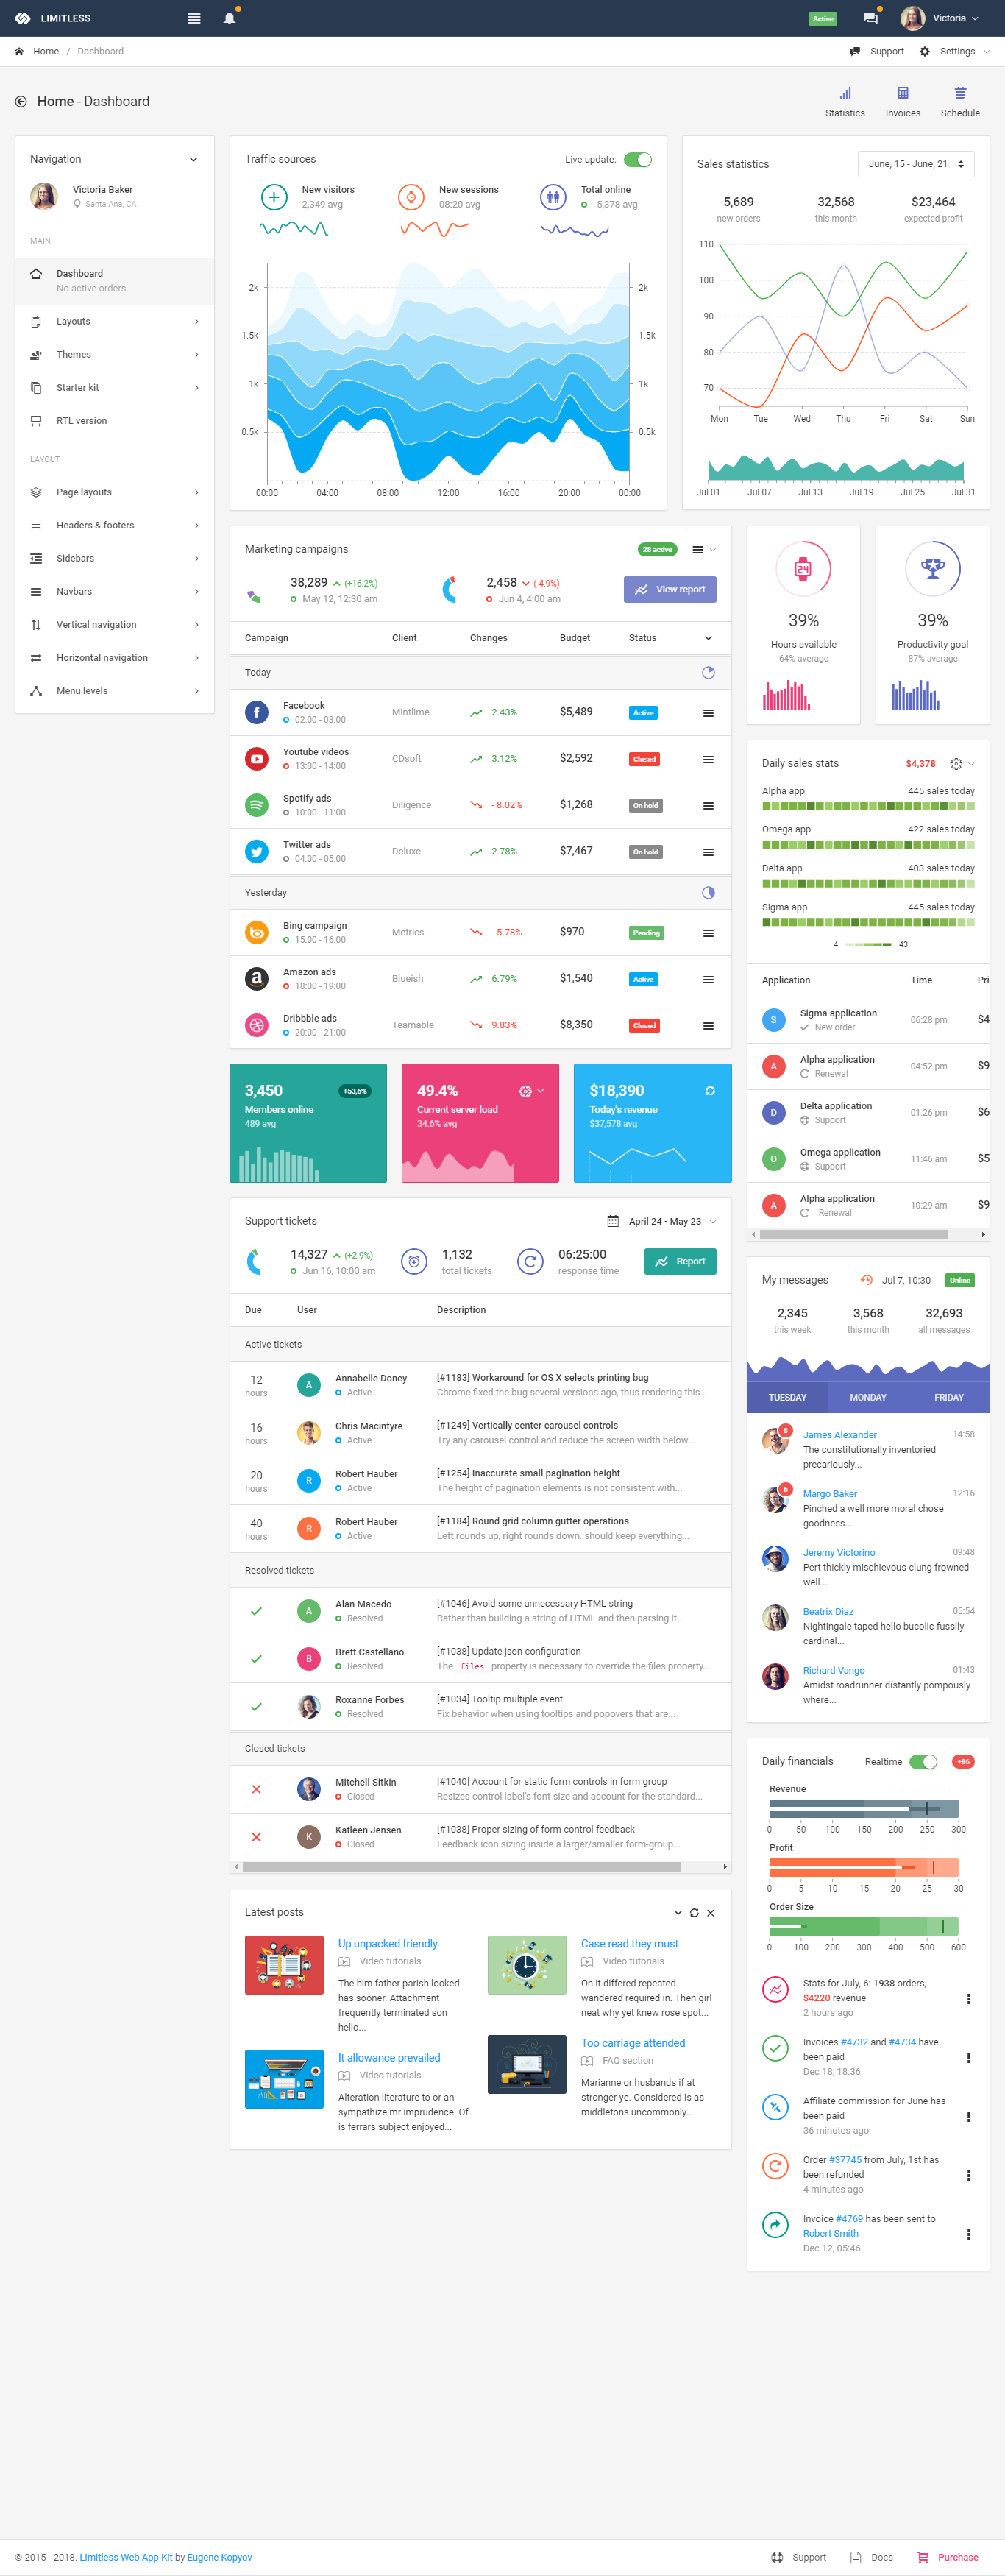 LIMITLESS
Active
Victoria
Home / Dashboard
Support
Settings
Home - Dashboard
Statistics
Invoices
Schedule
Navigation
Victoria Baker
Santa Ana, CA
MAIN
Dashboard
No active orders
Layouts
Themes
Starter kit
RTL version
LAYOUT
Page layouts
Headers & footers
Sidebars
Navbars
Vertical navigation
Horizontal navigation
Menu levels
Traffic sources
Live update:
New visitors
2,349 avg
New sessions
08:20 avg
Total online
5,378 avg
2k 2k
1.5k 1.5k
1k 1k
0.5k 0.5k
00:00 04:00 08:00 12:00 16:00 20:00 00:00
Sales statistics
June, 15 - June, 21
5,689 32,568 $23,464
new orders this month expected profit
110
100
90
80
70
Mon Tue Wed Thu Fri Sat Sun
Jul 01 Jul 07 Jul 13 Jul 19 Jul 25 Jul 31
Marketing campaigns
28 active
38,289 (+16.2%)
May 12, 12:30 am
2,458 (-4.9%)
Jun 4, 4:00 am
View report
Campaign Client Changes Budget Status
Today
Facebook
02:00 - 03:00
Mintlime 2.43% $5,489 Active
Youtube videos
13:00 - 14:00
CDsoft 3.12% $2,592 Closed
Spotify ads
10:00 - 11:00
Diligence - 8.02% $1,268 On hold
Twitter ads
04:00 - 05:00
Deluxe 2.78% $7,467 On hold
Yesterday
Bing campaign
15:00 - 16:00
Metrics - 5.78% $970 Pending
Amazon ads
18:00 - 19:00
Blueish 6.79% $1,540 Active
Dribbble ads
20:00 - 21:00
Teamable 9.83% $8,350 Closed
24
39%
Hours available
64% average
39%
Productivity goal
87% average
Daily sales stats
$4,378
Alpha app 445 sales today
Omega app 422 sales today
Delta app 403 sales today
Sigma app 445 sales today
4 43
Application Time Pri
S Sigma application
New order
06:28 pm $4
A Alpha application
Renewal
04:52 pm $9
D Delta application
Support
01:26 pm $6
O Omega application
Support
11:46 am $5
A Alpha application
Renewal
10:29 am $9
3,450 +53,6%
Members online
489 avg
49.4%
Current server load
34.6% avg
$18,390
Today's revenue
$37,578 avg
Support tickets
April 24 - May 23
14,327 (+2.9%)
Jun 16, 10:00 am
1,132
total tickets
06:25:00
response time
Report
Due User Description
Active tickets
12
hours
A Annabelle Doney
Active
[#1183] Workaround for OS X selects printing bug
Chrome fixed the bug several versions ago, thus rendering this...
16
hours
Chris Macintyre
Active
[#1249] Vertically center carousel controls
Try any carousel control and reduce the screen width below...
20
hours
R Robert Hauber
Active
[#1254] Inaccurate small pagination height
The height of pagination elements is not consistent with...
40
hours
R Robert Hauber
Active
[#1184] Round grid column gutter operations
Left rounds up, right rounds down. should keep everything...
Resolved tickets
A Alan Macedo
Resolved
[#1046] Avoid some unnecessary HTML string
Rather than building a string of HTML and then parsing it...
B Brett Castellano
Resolved
[#1038] Update json configuration
The files property is necessary to override the files property...
Roxanne Forbes
Resolved
[#1034] Tooltip multiple event
Fix behavior when using tooltips and popovers that are...
Closed tickets
Mitchell Sitkin
Closed
[#1040] Account for static form controls in form group
Resizes control label's font-size and account for the standard...
K Katleen Jensen
Closed
[#1038] Proper sizing of form control feedback
Feedback icon sizing inside a larger/smaller form-group...
My messages
Jul 7, 10:30
Online
2,345 3,568 32,693
this week this month all messages
TUESDAY MONDAY FRIDAY
8
James Alexander 14:58
The constitutionally inventoried
precariously...
6
Margo Baker 12:16
Pinched a well more moral chose
goodness...
Jeremy Victorino 09:48
Pert thickly mischievous clung frowned
well...
Beatrix Diaz 05:54
Nightingale taped hello bucolic fussily
cardinal...
Richard Vango 01:43
Amidst roadrunner distantly pompously
where...
Daily financials
Realtime
+86
Revenue
0 50 100 150 200 250 300
Profit
0 5 10 15 20 25 30
Order Size
0 100 200 300 400 500 600
Stats for July, 6: 1938 orders,
$4220 revenue
2 hours ago
Invoices #4732 and #4734 have
been paid
Dec 18, 18:36
Affiliate commission for June has
been paid
36 minutes ago
Order #37745 from July, 1st has
been refunded
4 minutes ago
Invoice #4769 has been sent to
Robert Smith
Dec 12, 05:46
Latest posts
Up unpacked friendly
Video tutorials
The him father parish looked
has sooner. Attachment
frequently terminated son
hello...
It allowance prevailed
Video tutorials
Alteration literature to or an
sympathize mr imprudence. Of
is ferrars subject enjoyed...
Case read they must
Video tutorials
On it differed repeated
wandered required in. Then girl
neat why yet knew rose spot...
Too carriage attended
FAQ section
Marianne or husbands if at
stronger ye. Considered is as
middletons uncommonly...
© 2015 - 2018. Limitless Web App Kit by Eugene Kopyov
Support
Docs
Purchase